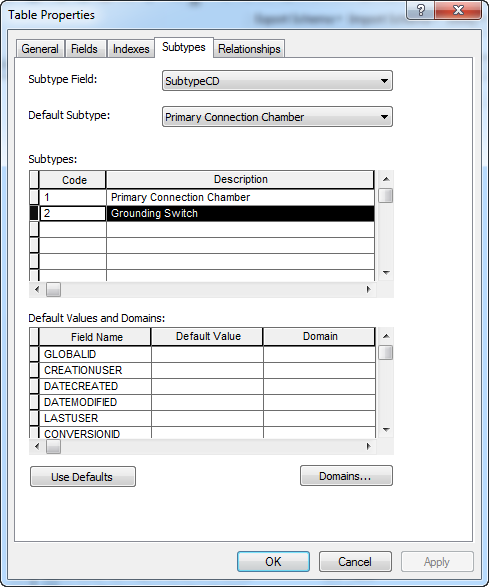 Table Properties
General Fields Indexes Subtypes Relationships
Subtype Field: SubtypeCD
Default Subtype: Primary Connection Chamber
Subtypes:
Code Description
1 Primary Connection Chamber
2 Grounding Switch
Default Values and Domains:
Field Name Default Value Domain
GLOBALID
CREATIONUSER
DATECREATED
DATEMODIFIED
LASTUSER
CONVERSIONID
Use Defaults Domains...
OK Cancel Apply